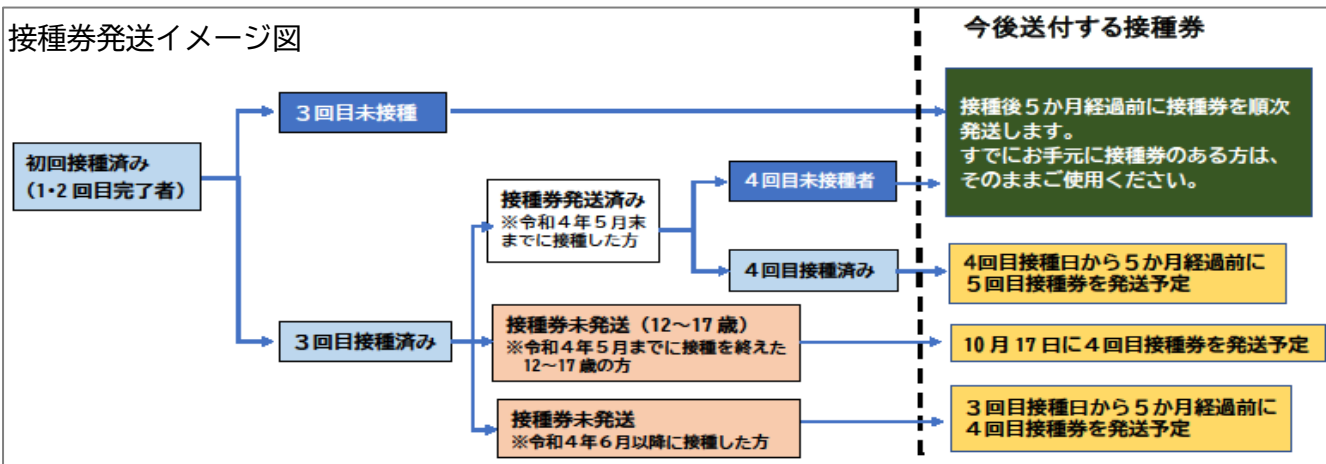 接種券発送イメージ図
今後送付する接種券
初回接種済み
(1・2回目完了者)
3回目未接種
3回目接種済み
接種券発送済み
※令和4年5月末
までに接種した方
4回目未接種者
4回目接種済み
接種券未発送(12~17歳)
※令和4年5月までに接種を終えた
12~17歳の方
接種券未発送
※令和4年6月以降に接種した方
接種後5か月経過前に接種券を順次
発送します。
すでにお手元に接種券のある方は、
そのままご使用ください。
4回目接種日から5か月経過前に
5回目接種券を発送予定
10月17日に4回目接種券を発送予定
3回目接種日から5か月経過前に
4回目接種券を発送予定